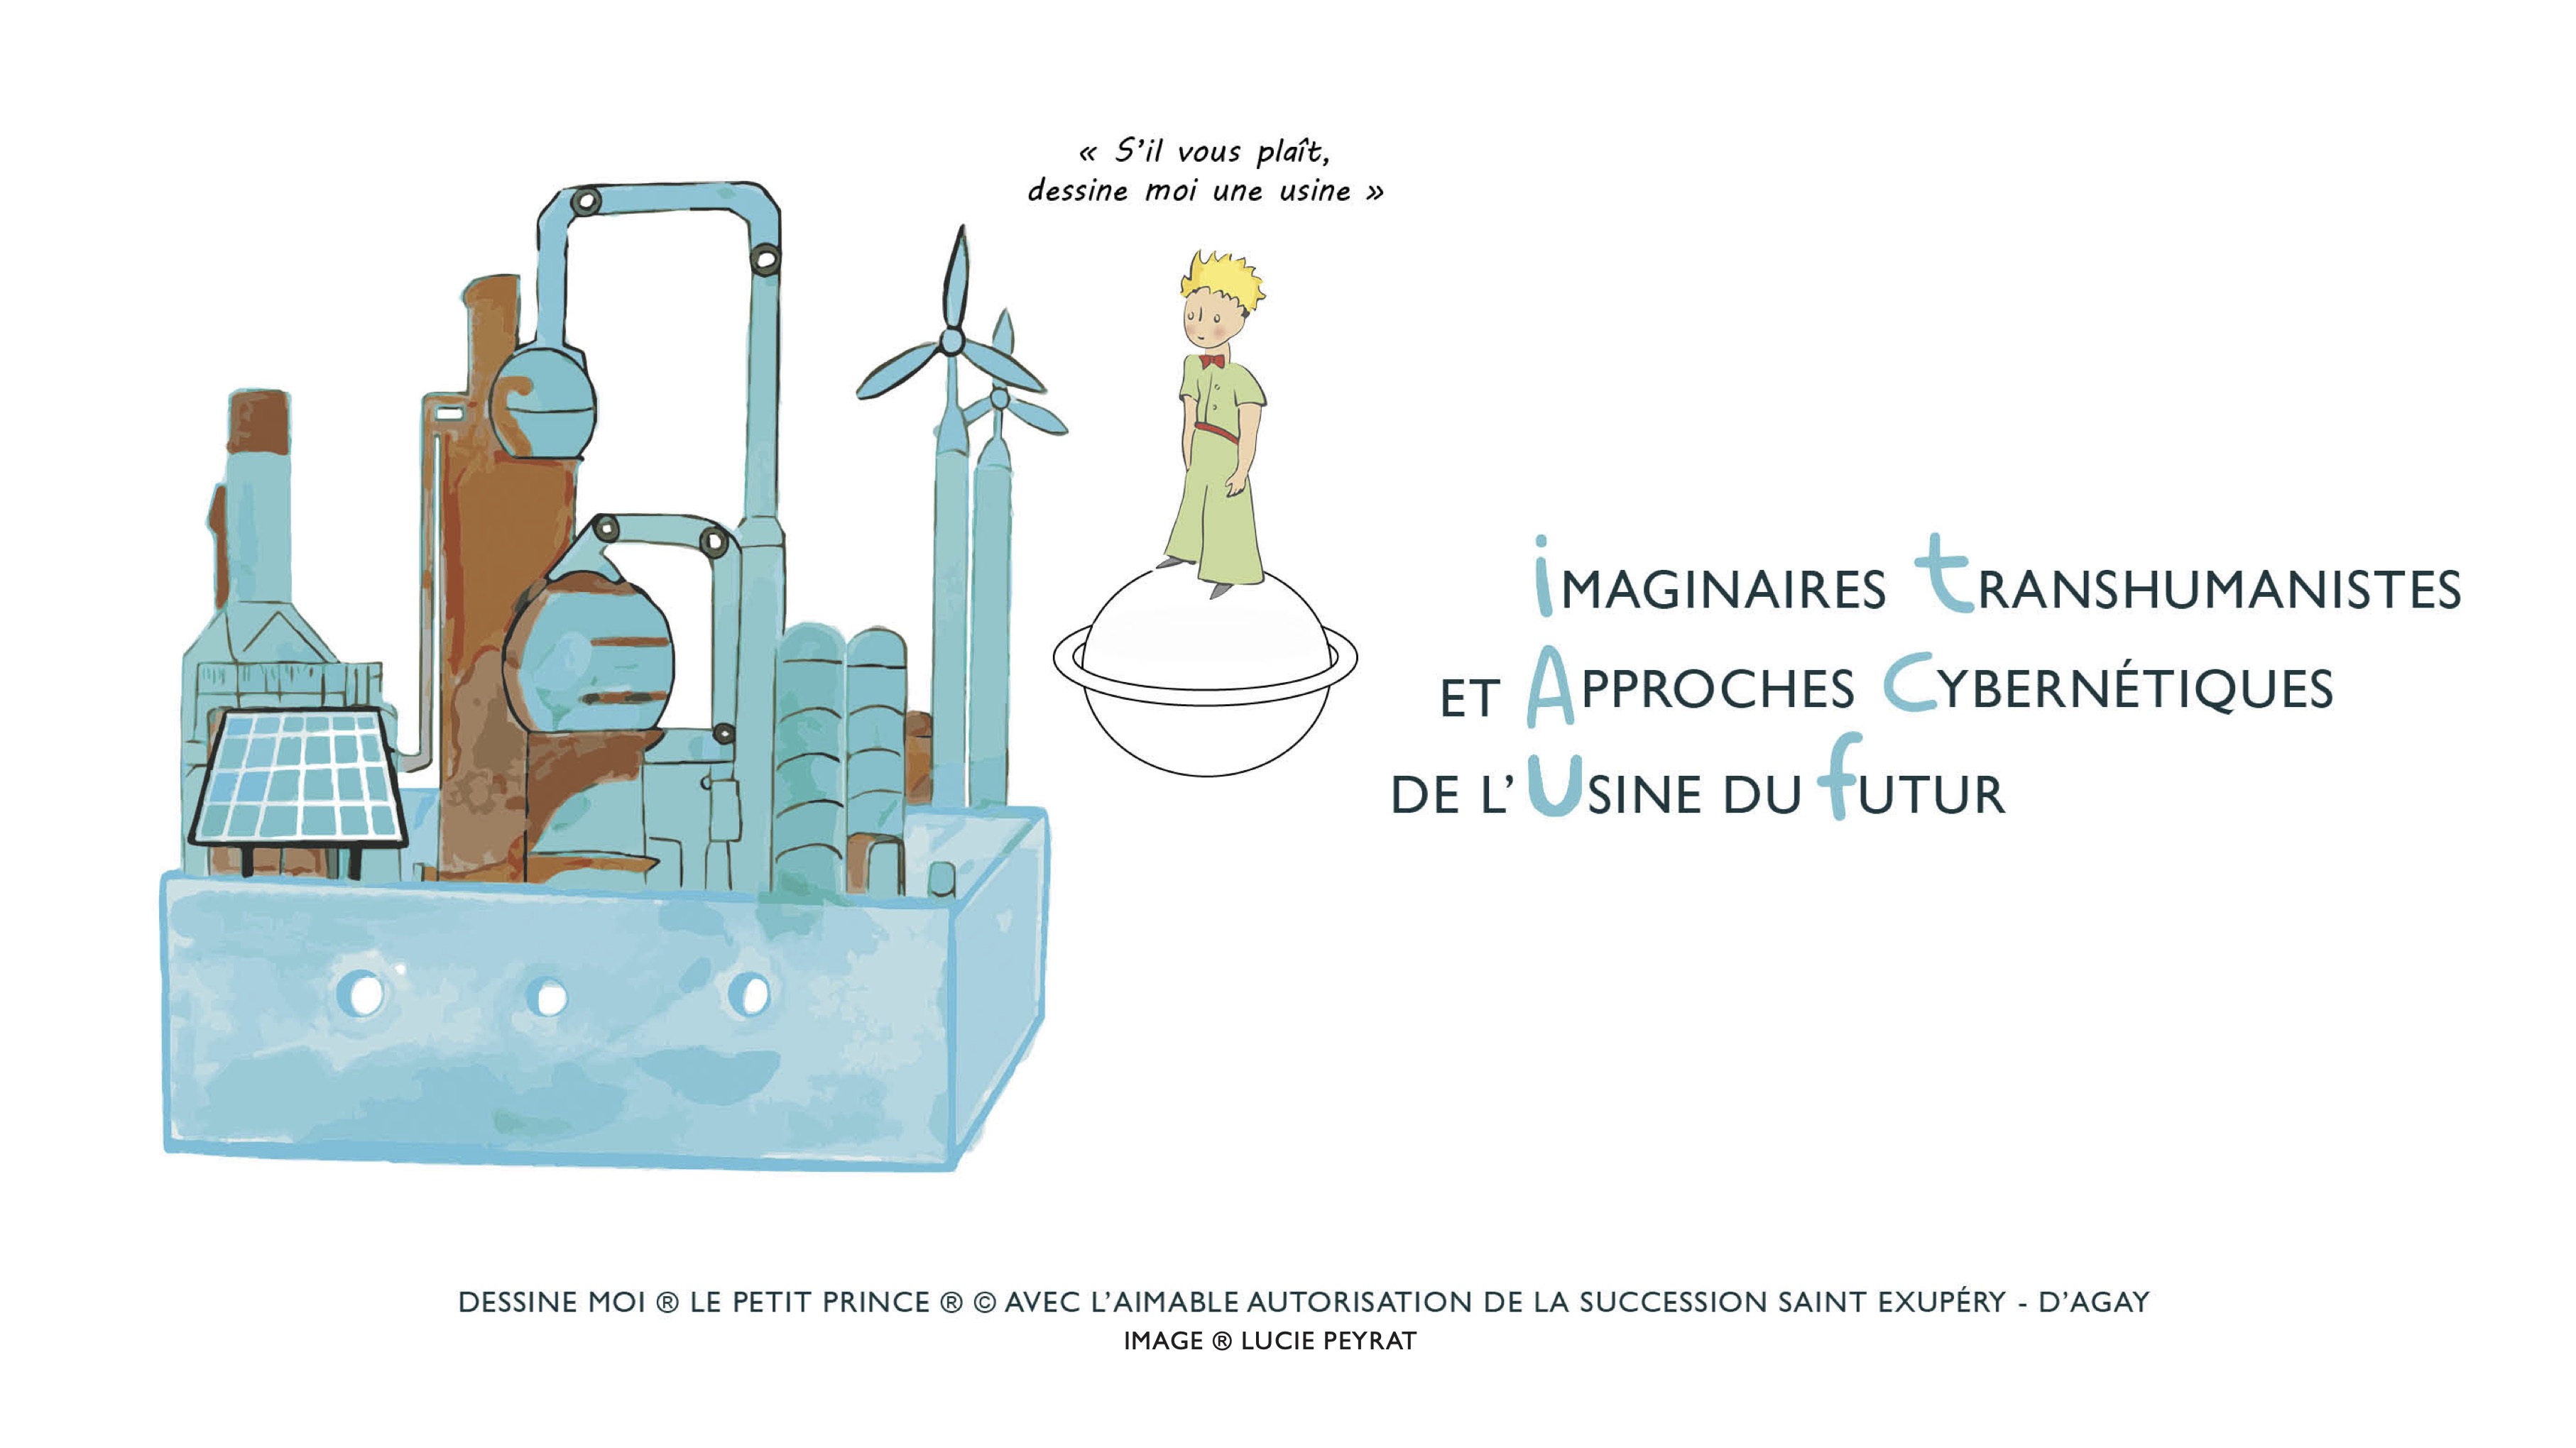 « S'il vous plaît,
dessine moi une usine »
iMAGINAIRES tRANSHUMANISTES
ET APPROCHES CYBERNÉTIQUES
DE L'USINE DU fUTUR
DESSINE MOI ® LE PETIT PRINCE ® © AVEC L'AIMABLE AUTORISATION DE LA SUCCESSION SAINT EXUPÉRY - D'AGAY
IMAGE ® LUCIE PEYRAT